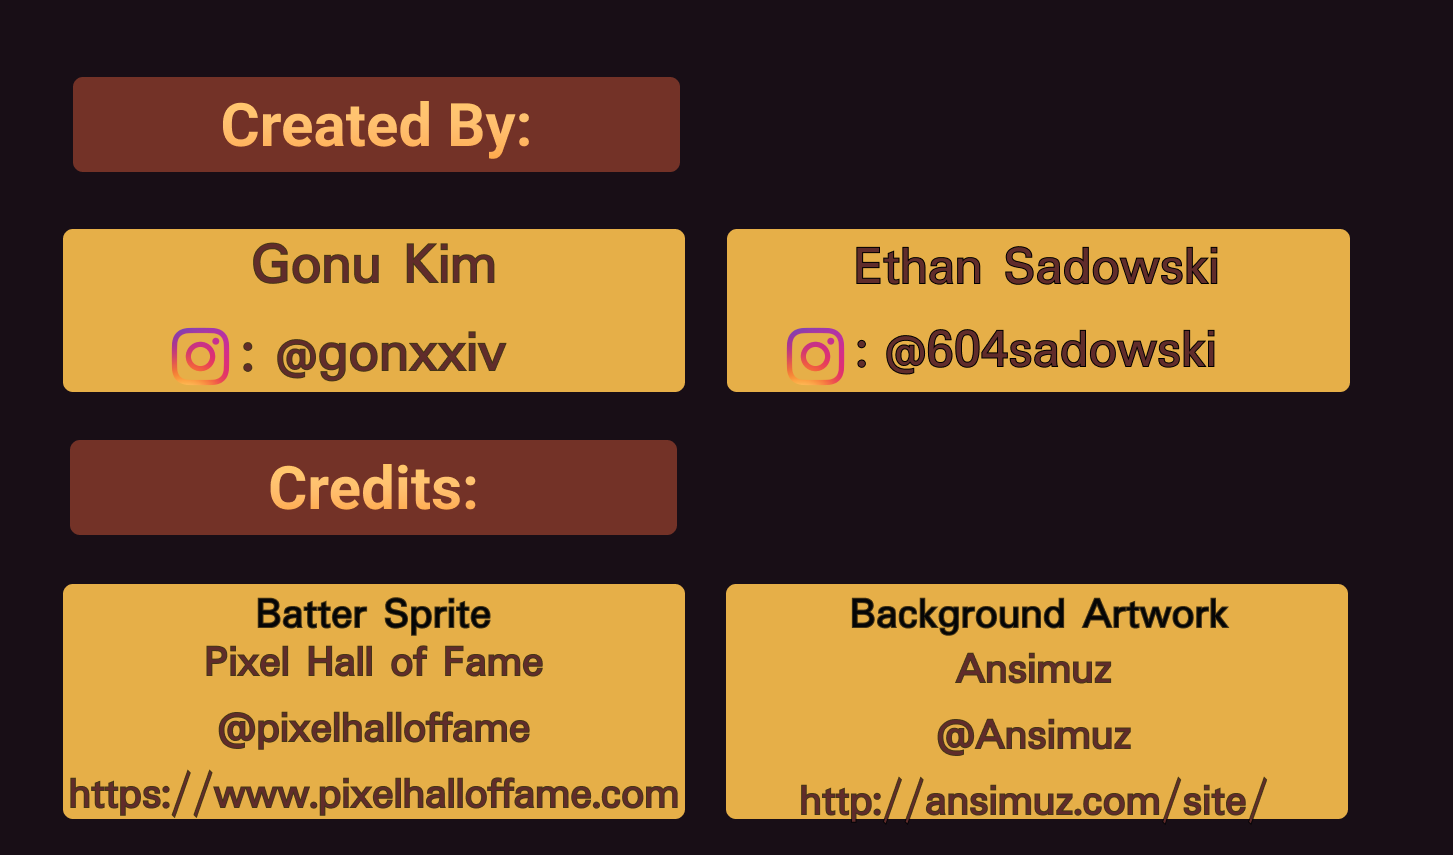 Created By:
Gonu Kim
: @gonxxiv
Ethan Sadowski
: @604sadowski
Credits:
Batter Sprite
Pixel Hall of Fame
@pixelhalloffame
https://www.pixelhalloffame.com
Background Artwork
Ansimuz
@Ansimuz
http://ansimuz.com/site/